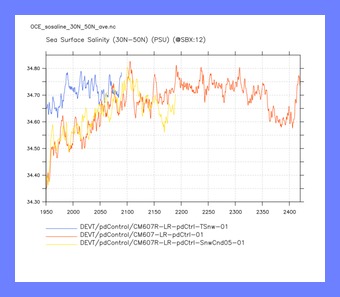 OCE_sosaline_30N_50N_ave.nc
Sea Surface Salinity (30N-50N) (PSU) (@SBX:12)
34.80
34.70
34.60
34.50
34.40
34.30
1950 2000 2050 2100 2150 2200 2250 2300 2350 2400
DEVT/pdControl/CM607R-LR-pdCtrl-TSnw-01
DEVT/pdControl/CM607-LR-pdCtrl-01
DEVT/pdControl/CM607R-LR-pdCtrl-SnwCnd05-01